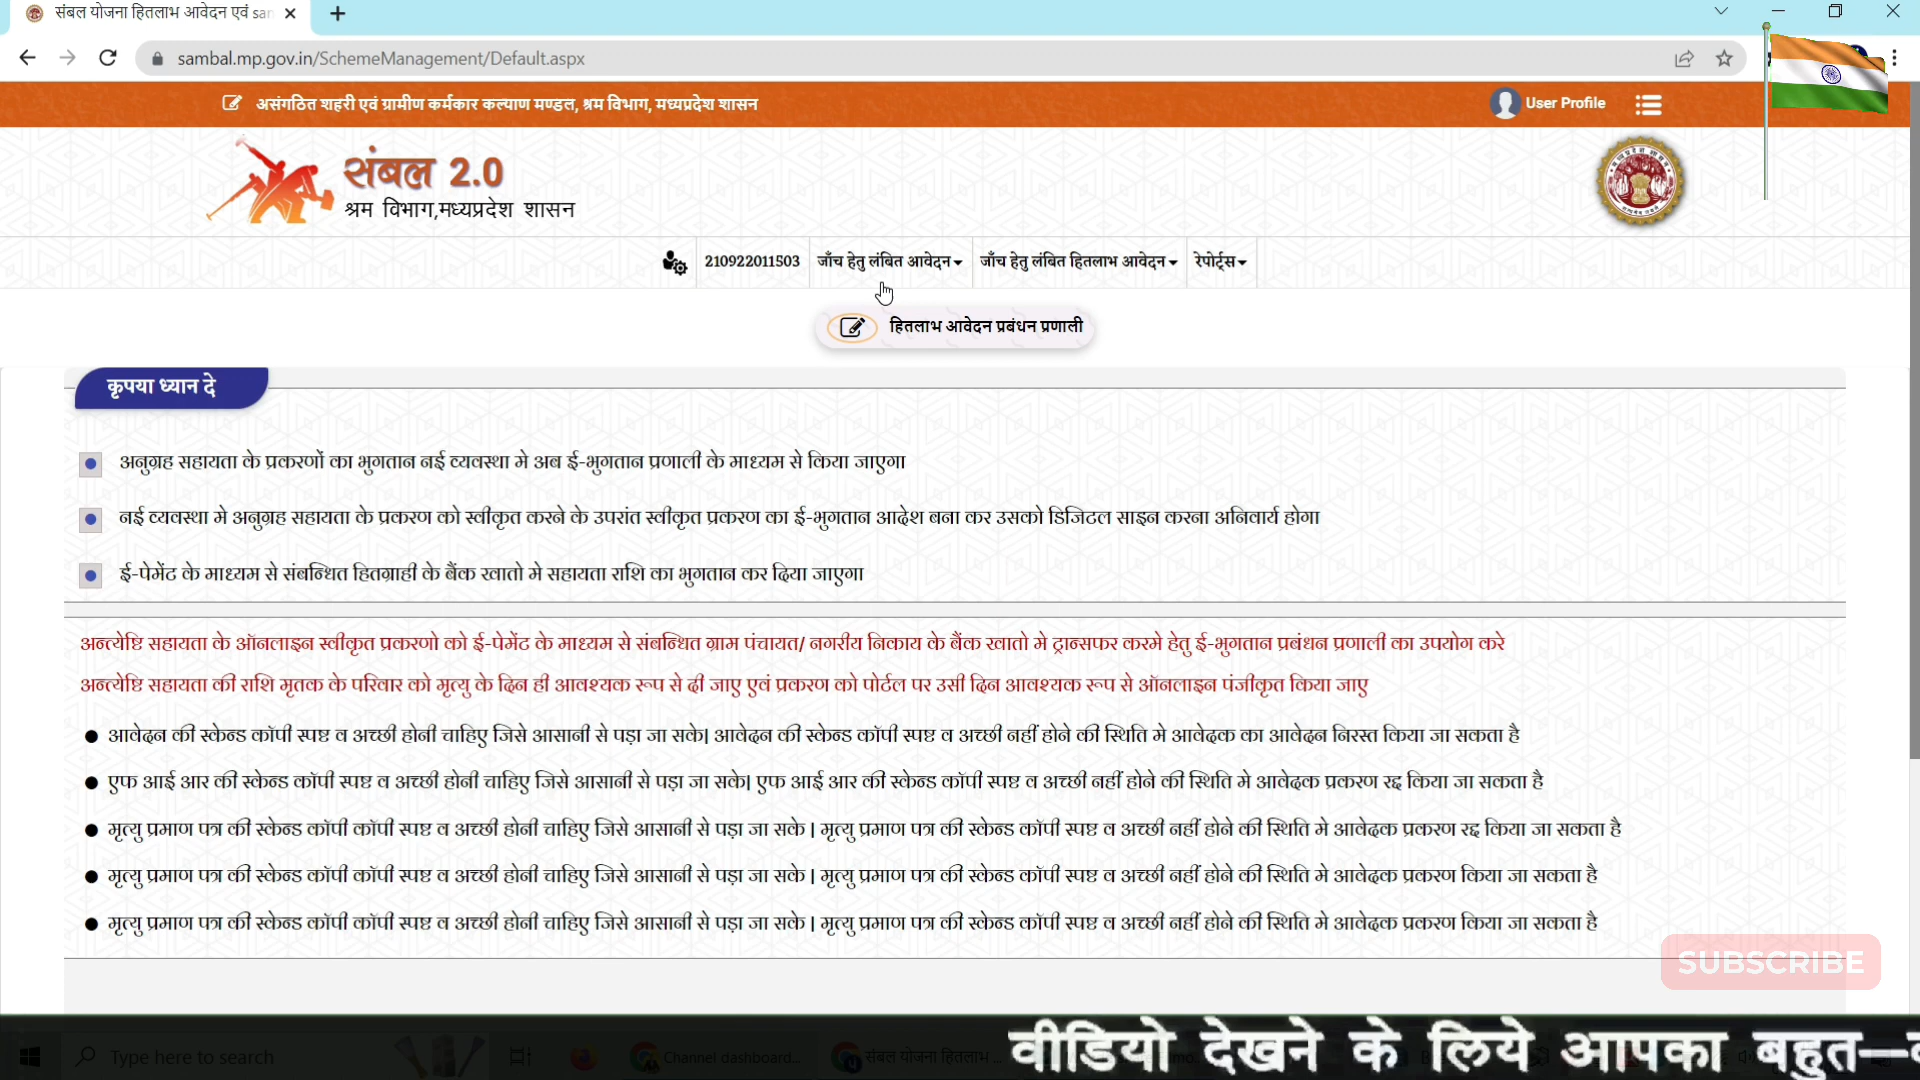 संबल योजना हितलाभ आवेदन एवं
sambal.mp.gov.in/SchemeManagement/Default.aspx
असंगठित शहरी एवं ग्रामीण कर्मकार कल्याण मण्डल, श्रम विभाग, मध्यप्रदेश शासन
User Profile
संबल 2.0
श्रम विभाग,मध्यप्रदेश शासन
210922011503 जाँच हेतु लंबित आवेदन जाँच हेतु लंबित हितलाभ आवेदन रेपोर्ट्स
हितलाभ आवेदन प्रबंधन प्रणाली
कृपया ध्यान दे
अनुग्रह सहायता के प्रकरणों का भुगतान नई व्यवस्था मे अब ई-भुगतान प्रणाली के माध्यम से किया जाएगा
नई व्यवस्था मे अनुग्रह सहायता के प्रकरण को स्वीकृत करने के उपरांत स्वीकृत प्रकरण का ई-भुगतान आदेश बना कर उसको डिजिटल साइन करना अनिवार्य होगा
ई-पेमेंट के माध्यम से संबन्धित हितग्राही के बैंक खातो मे सहायता राशि का भुगतान कर दिया जाएगा
अन्त्येष्टि सहायता के ऑनलाइन स्वीकृत प्रकरणो को ई-पेमेंट के माध्यम से संबन्धित ग्राम पंचायत/ नगरीय निकाय के बैंक खातो मे ट्रान्सफर करमे हेतु ई-भुगतान प्रबंधन प्रणाली का उपयोग करे
अन्त्येष्टि सहायता की राशि मृतक के परिवार को मृत्यु के दिन ही आवश्यक रूप से दी जाए एवं प्रकरण को पोर्टल पर उसी दिन आवश्यक रूप से ऑनलाइन पंजीकृत किया जाए
आवेदन की स्केन्ड कॉपी स्पष्ट व अच्छी होनी चाहिए जिसे आसानी से पड़ा जा सके| आवेदन की स्केन्ड कॉपी स्पष्ट व अच्छी नहीं होने की स्थिति मे आवेदक का आवेदन निरस्त किया जा सकता है
एफ आई आर की स्केन्ड कॉपी स्पष्ट व अच्छी होनी चाहिए जिसे आसानी से पड़ा जा सके| एफ आई आर की स्केन्ड कॉपी स्पष्ट व अच्छी नहीं होने की स्थिति मे आवेदक प्रकरण रद्द किया जा सकता है
मृत्यु प्रमाण पत्र की स्केन्ड कॉपी कॉपी स्पष्ट व अच्छी होनी चाहिए जिसे आसानी से पड़ा जा सके | मृत्यु प्रमाण पत्र की स्केन्ड कॉपी स्पष्ट व अच्छी नहीं होने की स्थिति मे आवेदक प्रकरण रद्द किया जा सकता है
मृत्यु प्रमाण पत्र की स्केन्ड कॉपी कॉपी स्पष्ट व अच्छी होनी चाहिए जिसे आसानी से पड़ा जा सके | मृत्यु प्रमाण पत्र की स्केन्ड कॉपी स्पष्ट व अच्छी नहीं होने की स्थिति मे आवेदक प्रकरण किया जा सकता है
मृत्यु प्रमाण पत्र की स्केन्ड कॉपी कॉपी स्पष्ट व अच्छी होनी चाहिए जिसे आसानी से पड़ा जा सके | मृत्यु प्रमाण पत्र की स्केन्ड कॉपी स्पष्ट व अच्छी नहीं होने की स्थिति मे आवेदक प्रकरण किया जा सकता है
SUBSCRIBE
Type here to search Channel dashboard... संबल योजना हितलाभ ...
वीडियो देखने के लिये आपका बहुत